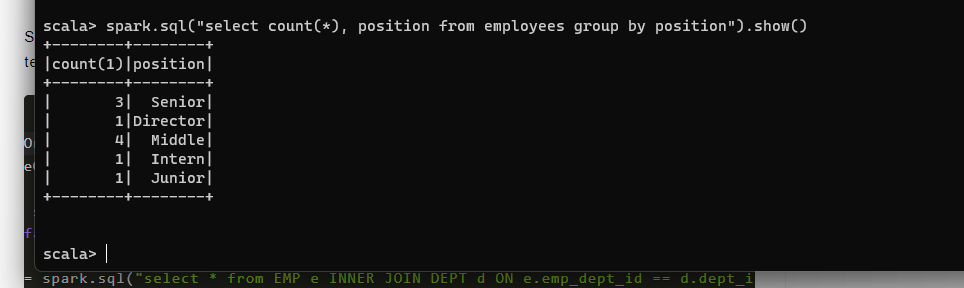 scala> spark.sql("select count(*), position from employees group by position").show()
+--------+--------+
|count(1)|position|
+--------+--------+
|       3|  Senior|
|       1|Director|
|       4|  Middle|
|       1|  Intern|
|       1|  Junior|
+--------+--------+
scala>
= spark.sql("select * from EMP e INNER JOIN DEPT d ON e.emp_dept_id == d.dept_i